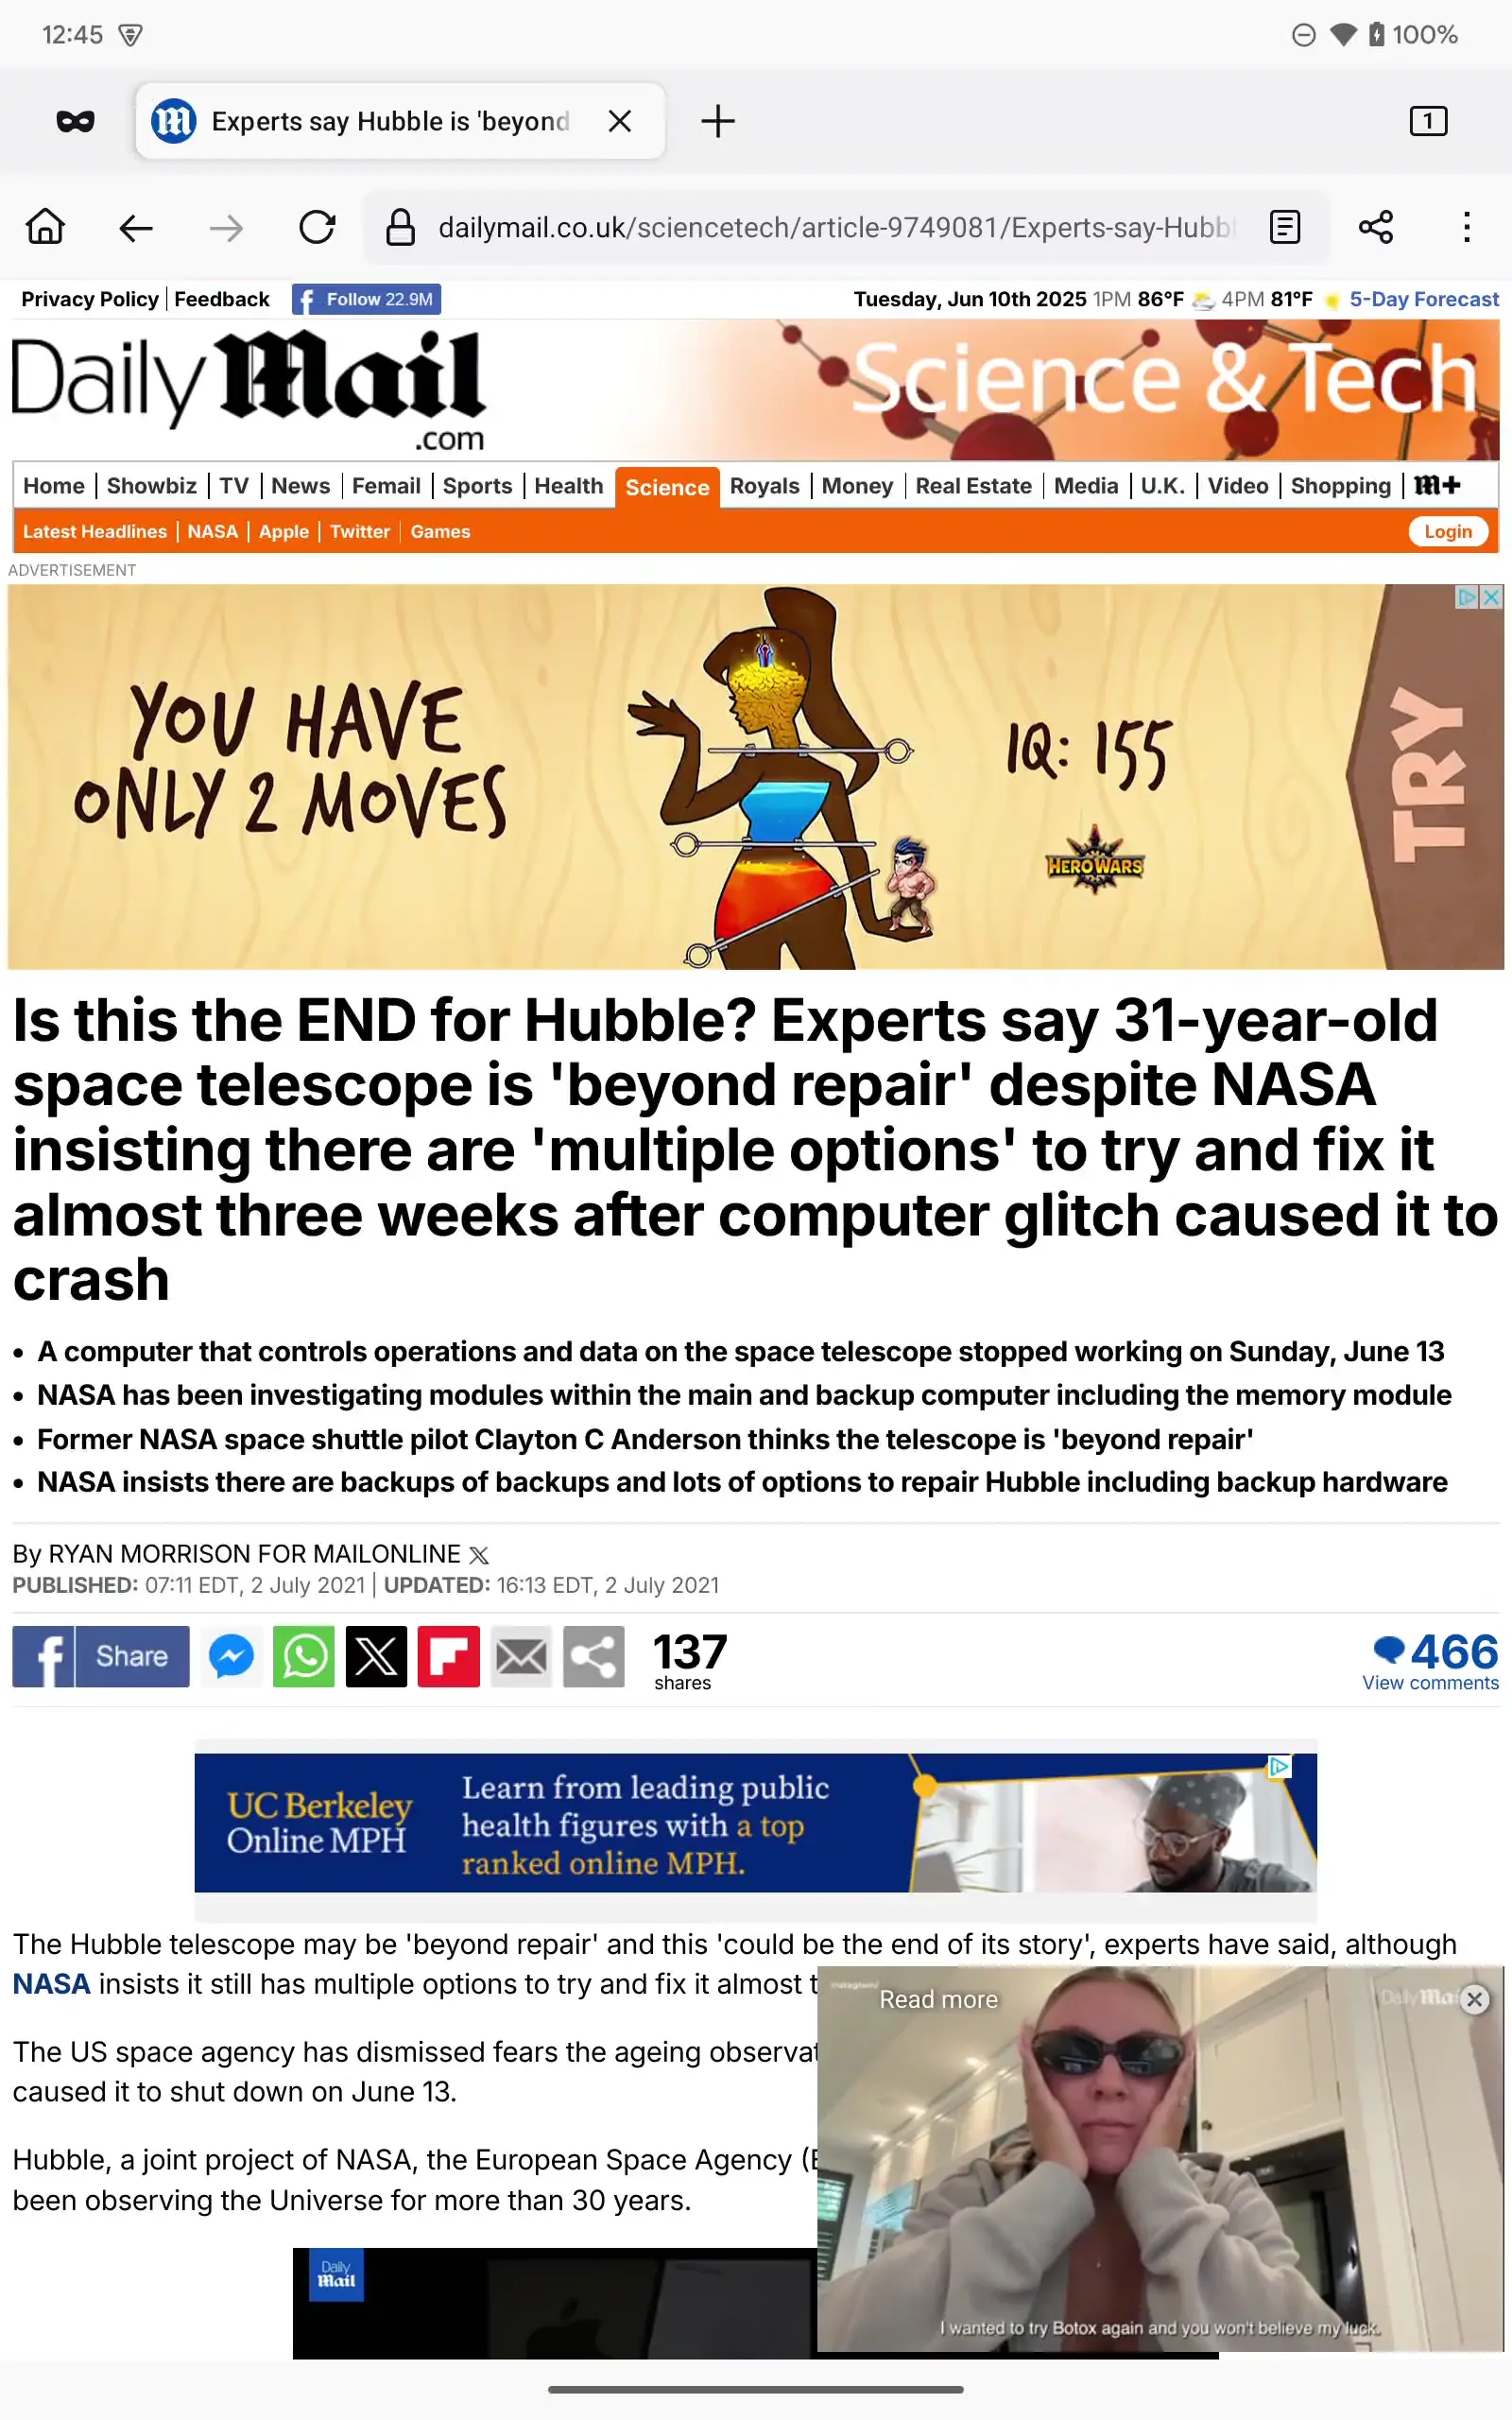 12:45
100%
Experts say Hubble is 'beyond
1
dailymail.co.uk/sciencetech/article-9749081/Experts-say-Hubbl
Privacy Policy | Feedback
Follow 22.9M
Tuesday, Jun 10th 2025 1PM 86°F 4PM 81°F 5-Day Forecast
Daily Mail
.com
Science & Tech
Home | Showbiz | TV | News | Femail | Sports | Health | Science | Royals | Money | Real Estate | Media | U.K. | Video | Shopping | m+
Latest Headlines | NASA | Apple | Twitter | Games
Login
ADVERTISEMENT
YOU HAVE
ONLY 2 MOVES
IQ: 155
HERO WARS
TRY
Is this the END for Hubble? Experts say 31-year-old
space telescope is 'beyond repair' despite NASA
insisting there are 'multiple options' to try and fix it
almost three weeks after computer glitch caused it to
crash
• A computer that controls operations and data on the space telescope stopped working on Sunday, June 13
• NASA has been investigating modules within the main and backup computer including the memory module
• Former NASA space shuttle pilot Clayton C Anderson thinks the telescope is 'beyond repair'
• NASA insists there are backups of backups and lots of options to repair Hubble including backup hardware
By RYAN MORRISON FOR MAILONLINE
PUBLISHED: 07:11 EDT, 2 July 2021 | UPDATED: 16:13 EDT, 2 July 2021
Share
137
shares
466
View comments
UC Berkeley
Online MPH
Learn from leading public
health figures with a top
ranked online MPH.
The Hubble telescope may be 'beyond repair' and this 'could be the end of its story', experts have said, although
NASA insists it still has multiple options to try and fix it almost t
The US space agency has dismissed fears the ageing observat
caused it to shut down on June 13.
Hubble, a joint project of NASA, the European Space Agency (E
been observing the Universe for more than 30 years.
Read more
Daily Ma
I wanted to try Botox again and you won't believe my luck.
Daily
Mail